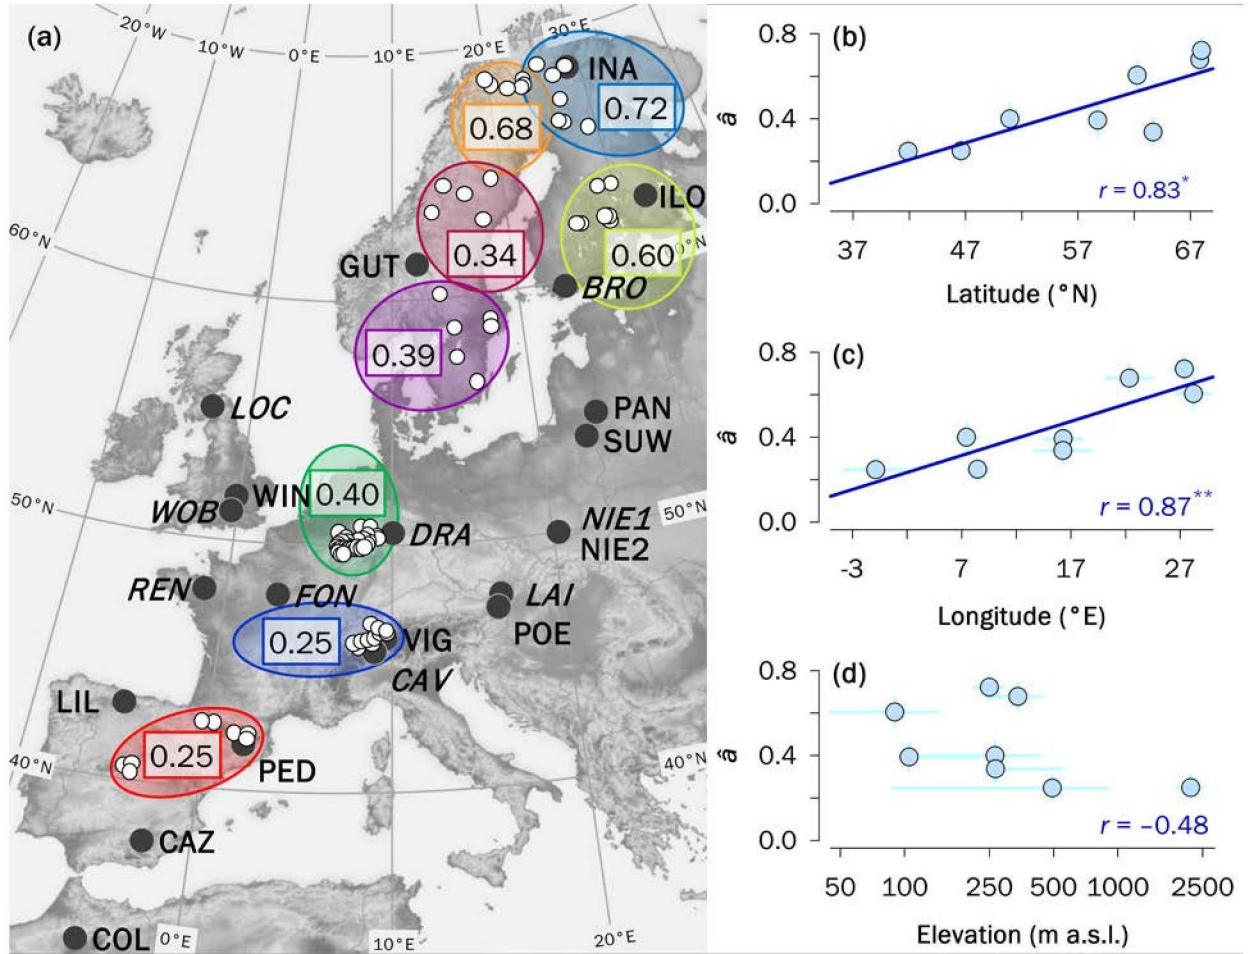 (a)
20°W
10°W
0°E
10°E
20°E
30°E
INA
0.72
0.68
ILO
60°N
0.60
60°N
0.34
GUT
BRO
0.39
LOC
PAN
SUW
0.40
WIN
50°N
WOB
DRA
NIE1
NIE2
50°N
REN
FON
LAI
POE
0.25
VIG
CAV
LIL
0.25
PED
40°N
40°N
CAZ
COL
0°E
10°E
20°E
(b)
0.8
0.4
0.0
â
r = 0.83*
37 47 57 67
Latitude (°N)
(c)
0.8
0.4
0.0
â
r = 0.87**
-3 7 17 27
Longitude (°E)
(d)
0.8
0.4
0.0
â
r = –0.48
50 100 250 500 1000 2500
Elevation (m a.s.l.)